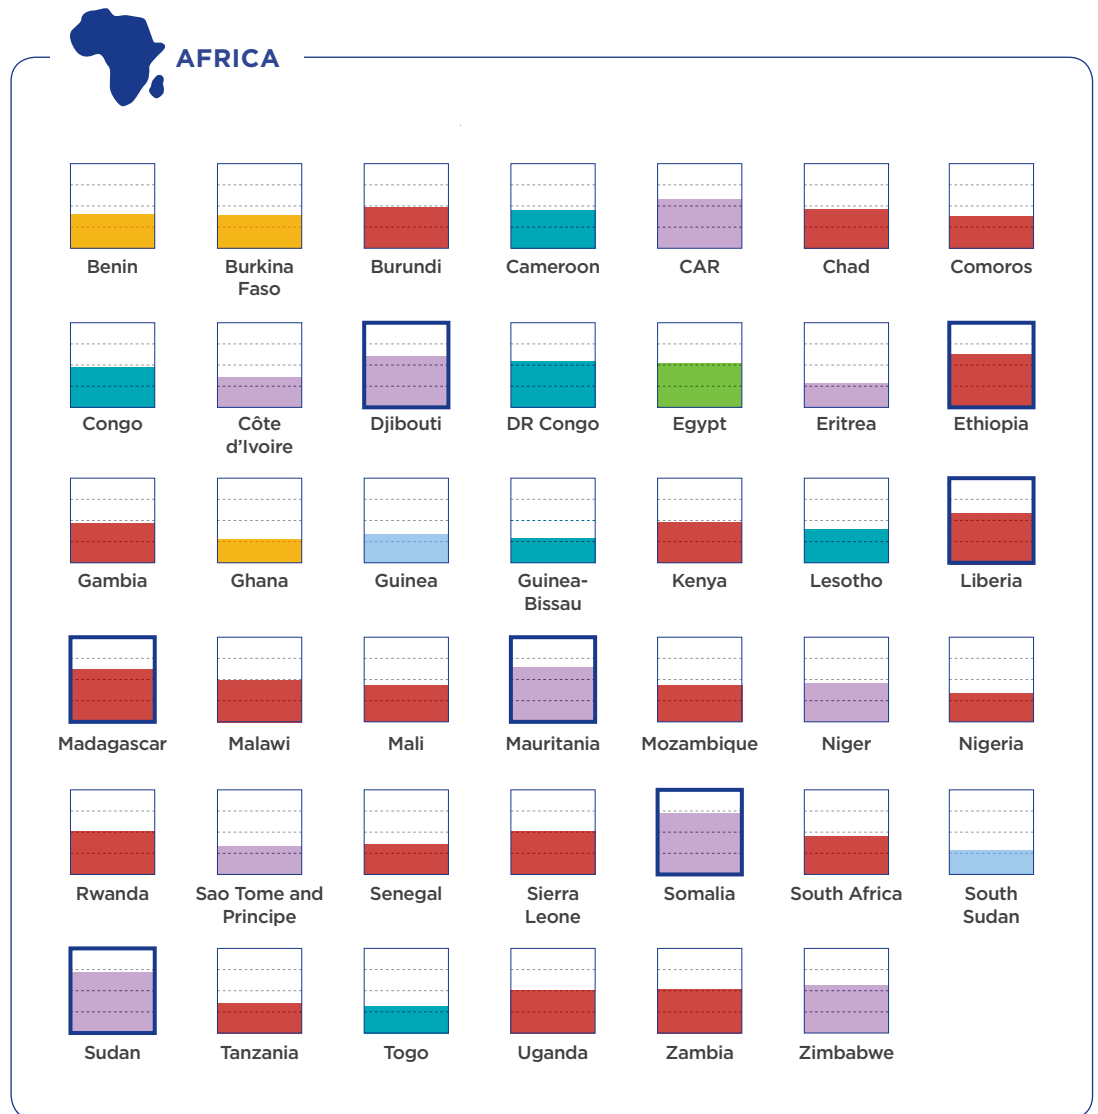 AFRICA
Benin
Burkina
Faso
Burundi
Cameroon
CAR
Chad
Comoros
Congo
Côte
d’Ivoire
Djibouti
DR Congo
Egypt
Eritrea
Ethiopia
Gambia
Ghana
Guinea
Guinea-
Bissau
Kenya
Lesotho
Liberia
Madagascar
Malawi
Mali
Mauritania
Mozambique
Niger
Nigeria
Rwanda
Sao Tome and
Principe
Senegal
Sierra
Leone
Somalia
South Africa
South
Sudan
Sudan
Tanzania
Togo
Uganda
Zambia
Zimbabwe